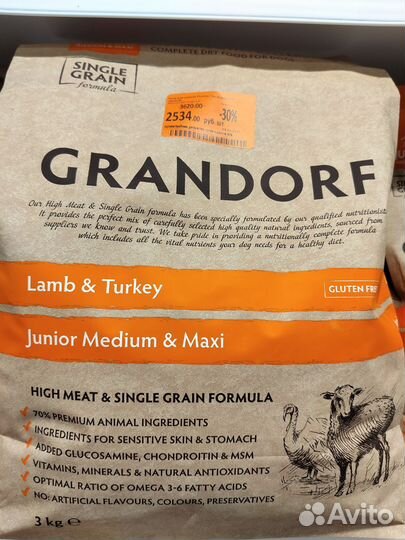 COMPLETE DRY FOOD FOR DOGS
SINGLE
GRAIN
formula
3620.00
2534.00 руб. шт
-30%
GRANDORF
Our High Meat & Single Grain formula has been specially formulated by our qualified nutritionist
It provides the perfect mix of carefully selected high quality natural ingredients, sourced from
suppliers we know and trust. We take pride in providing a nutritionally complete formula
which includes all the vital nutrients your dog needs for a healthy diet.
Lamb & Turkey
GLUTEN FREE
Junior Medium & Maxi
HIGH MEAT & SINGLE GRAIN FORMULA
70% PREMIUM ANIMAL INGREDIENTS
INGREDIENTS FOR SENSITIVE SKIN & STOMACH
ADDED GLUCOSAMINE, CHONDROITIN & MSM
VITAMINS, MINERALS & NATURAL ANTIOXIDANTS
OPTIMAL RATIO OF OMEGA 3-6 FATTY ACIDS
NO: ARTIFICIAL FLAVOURS, COLOURS, PRESERVATIVES
3 kg e
Avito